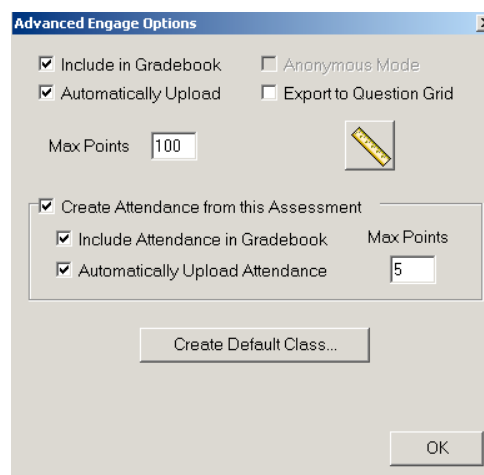 Advanced Engage Options
Include in Gradebook Anonymous Mode
Automatically Upload Export to Question Grid
Max Points 100
Create Attendance from this Assessment
Include Attendance in Gradebook Max Points
Automatically Upload Attendance 5
Create Default Class...
OK